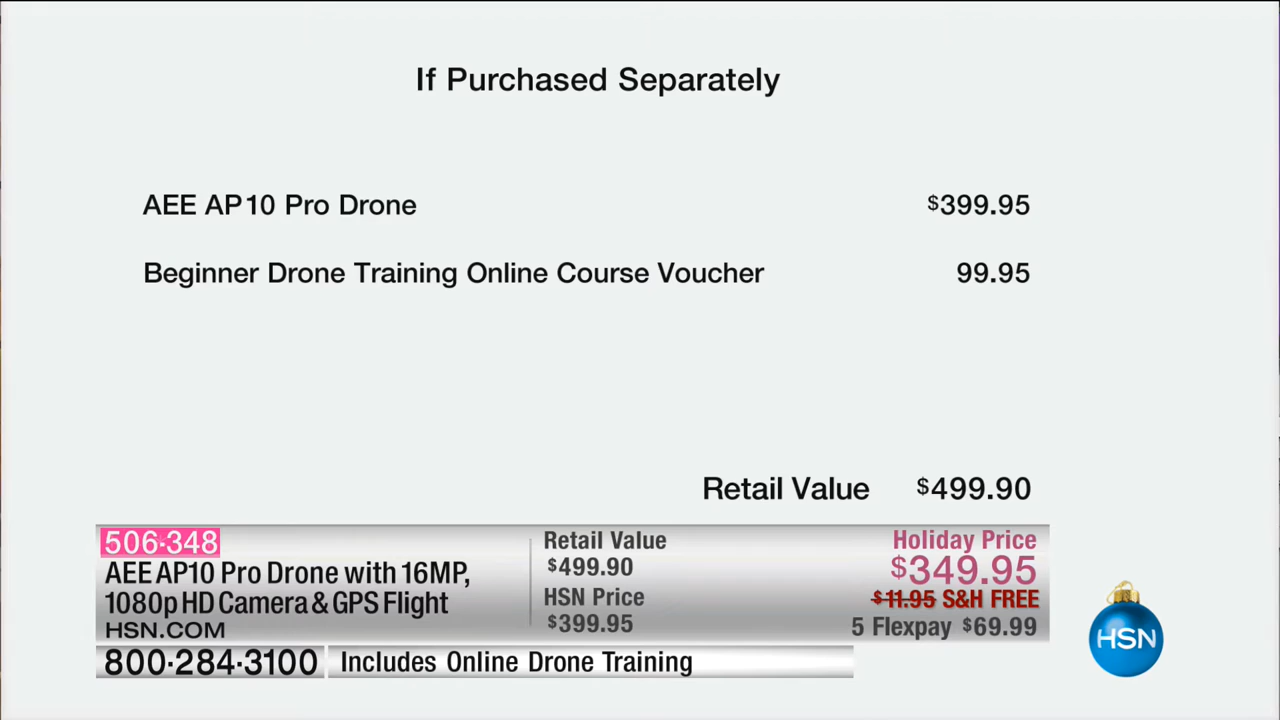 If Purchased Separately
AEE AP10 Pro Drone $399.95
Beginner Drone Training Online Course Voucher 99.95
Retail Value $499.90
506-348
AEE AP10 Pro Drone with 16MP,
1080p HD Camera & GPS Flight
HSN.COM
Retail Value
$499.90
HSN Price
$399.95
Holiday Price
$349.95
$11.95 S&H FREE
5 Flexpay $69.99
800·284·3100
Includes Online Drone Training
HSN